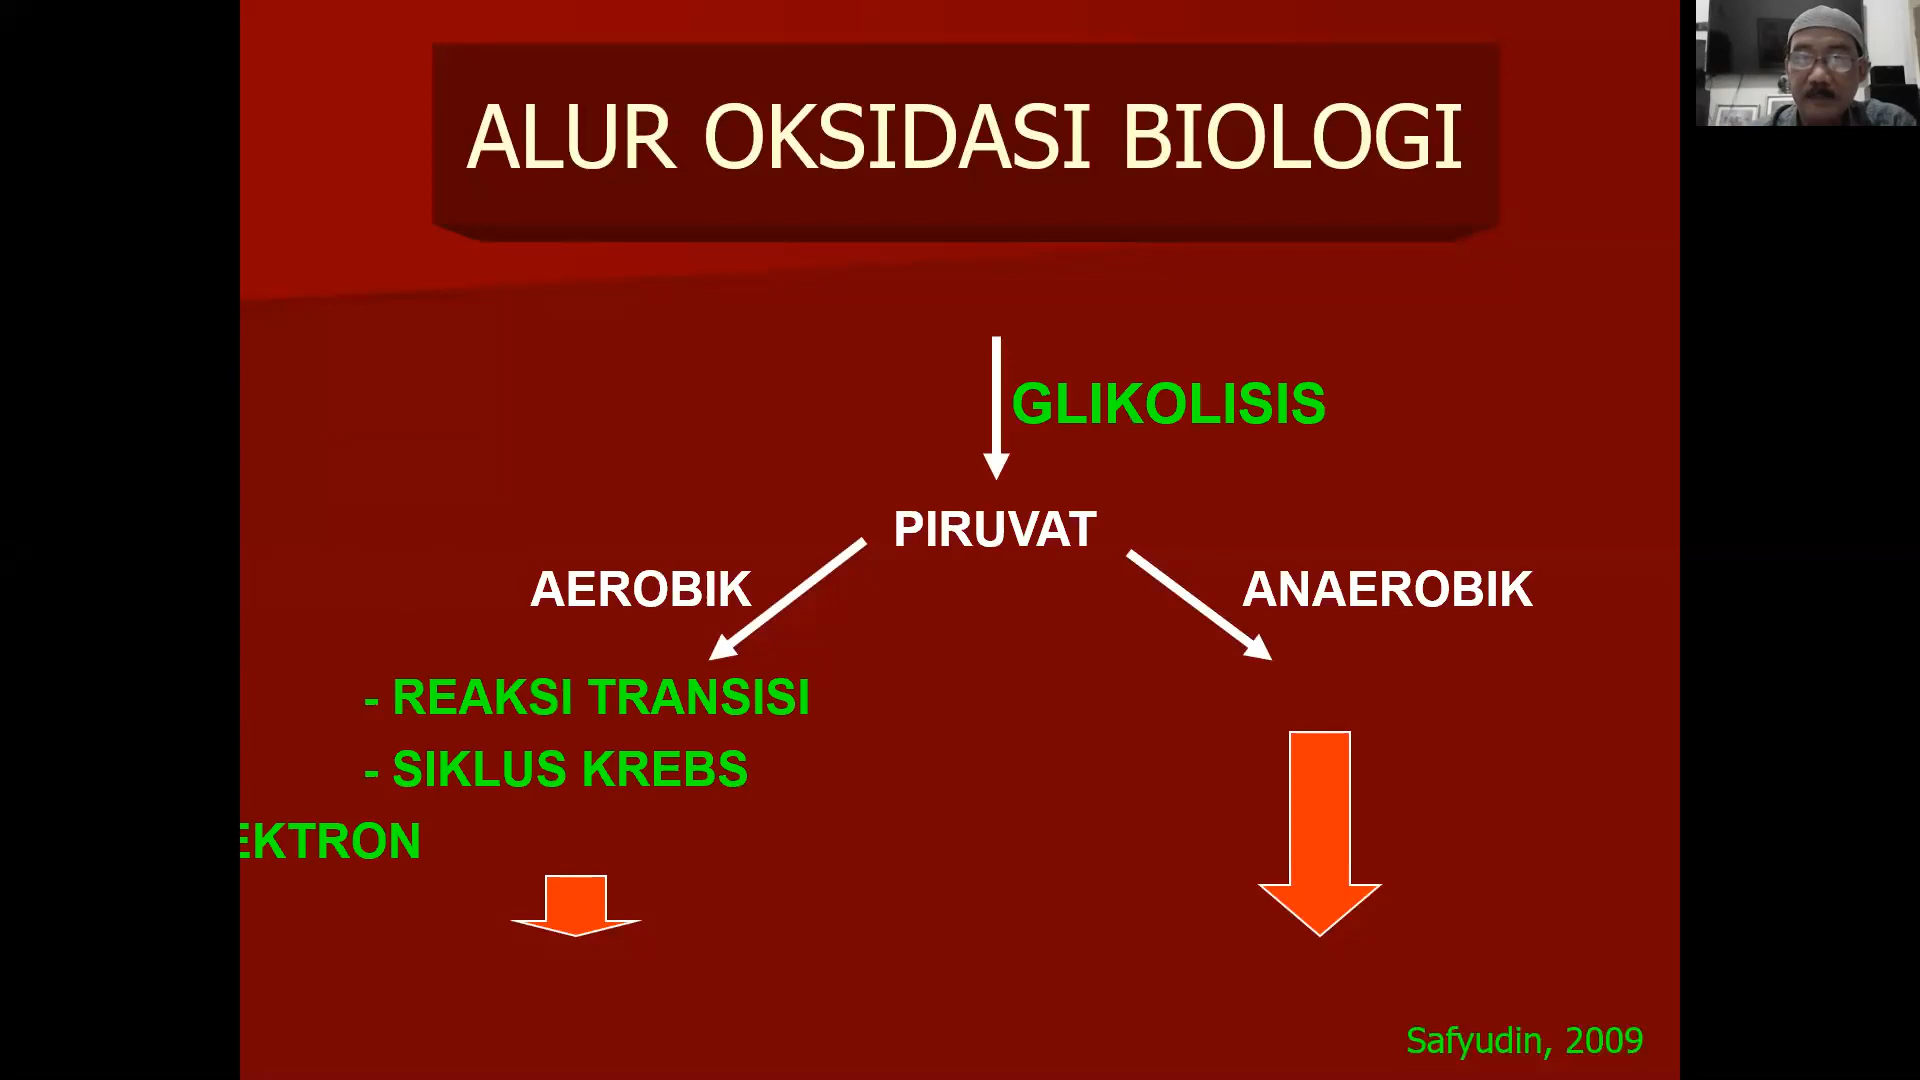 ALUR OKSIDASI BIOLOGI
GLIKOLISIS
PIRUVAT
AEROBIK
ANAEROBIK
- REAKSI TRANSISI
- SIKLUS KREBS
EKTRON
Safyudin, 2009